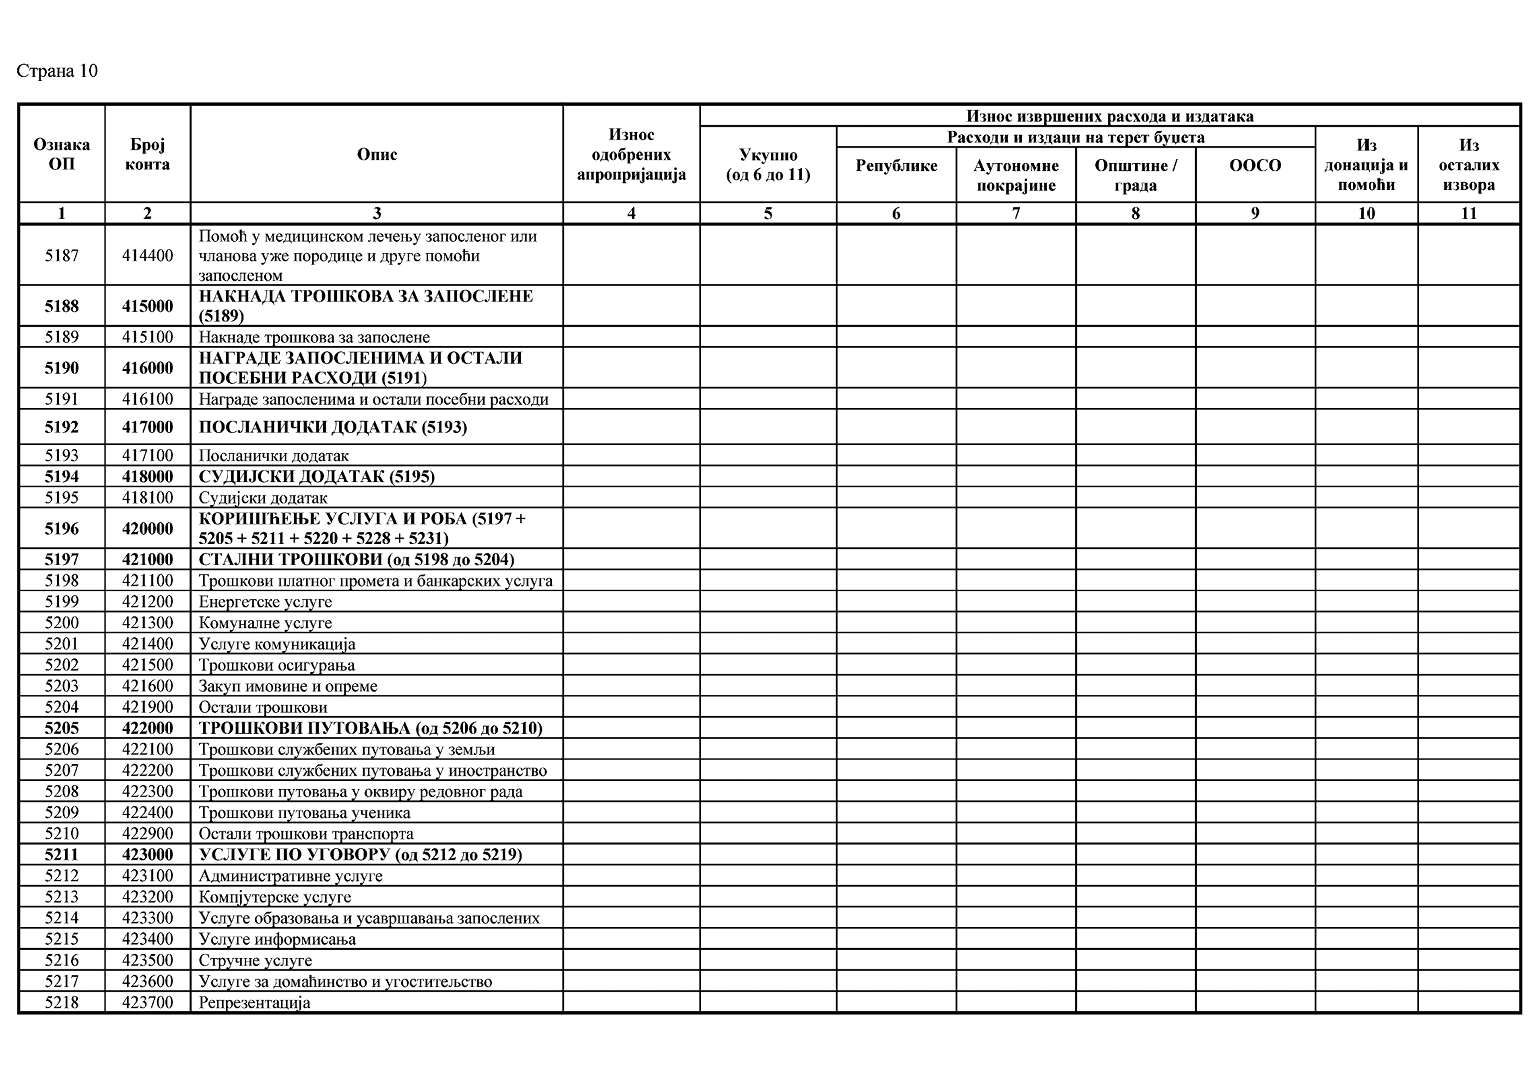 Страна 10
Износ извршених расхода и издатака
Ознака ОП
Број конта
Опис
Износ одобрених апропријација
Укупно (од 6 до 11)
Расходи и издаци на терет буџета
Из донација и помоћи
Из осталих извора
Републике
Аутономне покрајине
Општине / града
ООСО
1 2 3 4 5 6 7 8 9 10 11
5187 414400 Помоћ у медицинском лечењу запосленог или
чланова уже породице и друге помоћи
запосленом
5188 415000 НАКНАДА ТРОШКОВА ЗА ЗАПОСЛЕНЕ
(5189)
5189 415100 Накнаде трошкова за запослене
5190 416000 НАГРАДЕ ЗАПОСЛЕНИМА И ОСТАЛИ
ПОСЕБНИ РАСХОДИ (5191)
5191 416100 Награде запосленима и остали посебни расходи
5192 417000 ПОСЛАНИЧКИ ДОДАТАК (5193)
5193 417100 Посланички додатак
5194 418000 СУДИЈСКИ ДОДАТАК (5195)
5195 418100 Судијски додатак
5196 420000 КОРИШЋЕЊЕ УСЛУГА И РОБА (5197 +
5205 + 5211 + 5220 + 5228 + 5231)
5197 421000 СТАЛНИ ТРОШКОВИ (од 5198 до 5204)
5198 421100 Трошкови платног промета и банкарских услуга
5199 421200 Енергетске услуге
5200 421300 Комуналне услуге
5201 421400 Услуге комуникација
5202 421500 Трошкови осигурања
5203 421600 Закуп имовине и опреме
5204 421900 Остали трошкови
5205 422000 ТРОШКОВИ ПУТОВАЊА (од 5206 до 5210)
5206 422100 Трошкови службених путовања у земљи
5207 422200 Трошкови службених путовања у иностранство
5208 422300 Трошкови путовања у оквиру редовног рада
5209 422400 Трошкови путовања ученика
5210 422900 Остали трошкови транспорта
5211 423000 УСЛУГЕ ПО УГОВОРУ (од 5212 до 5219)
5212 423100 Административне услуге
5213 423200 Компјутерске услуге
5214 423300 Услуге образовања и усавршавања запослених
5215 423400 Услуге информисања
5216 423500 Стручне услуге
5217 423600 Услуге за домаћинство и угоститељство
5218 423700 Репрезентација